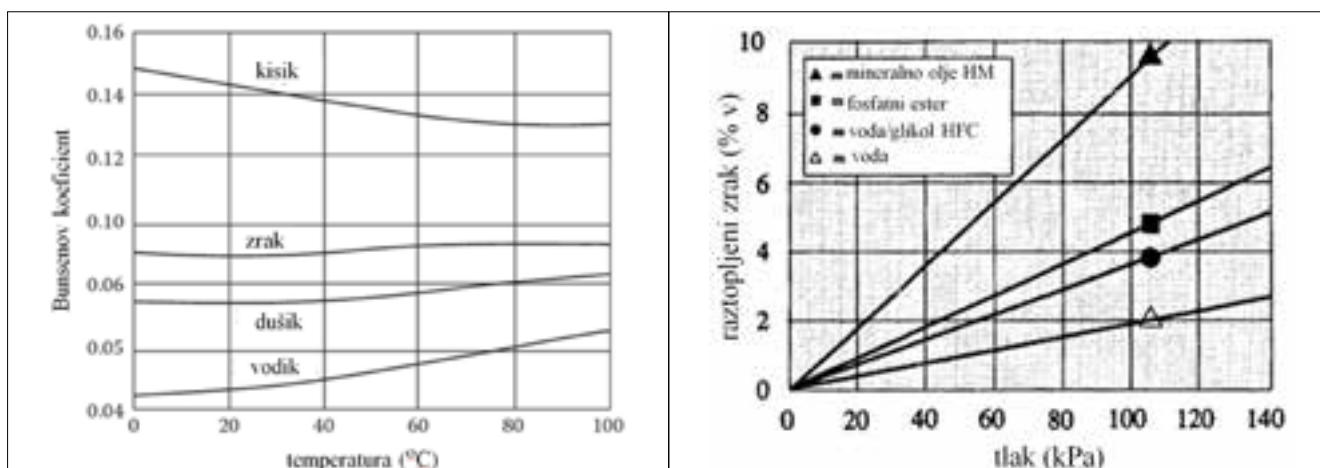 0.16
kisik
0.14
0.12
Bunsenov koeficient
0.10
zrak
0.06
dušik
0.05
vodik
0.04
0 20 40 60 80 100
temperatura (°C)
10
▲ = mineralno olje HM
■ = fosfatni ester
● = voda/glikol HFC
△ = voda
8
raztopljeni zrak (% v)
6
4
2
0
0 20 40 60 80 100 120 140
tlak (kPa)